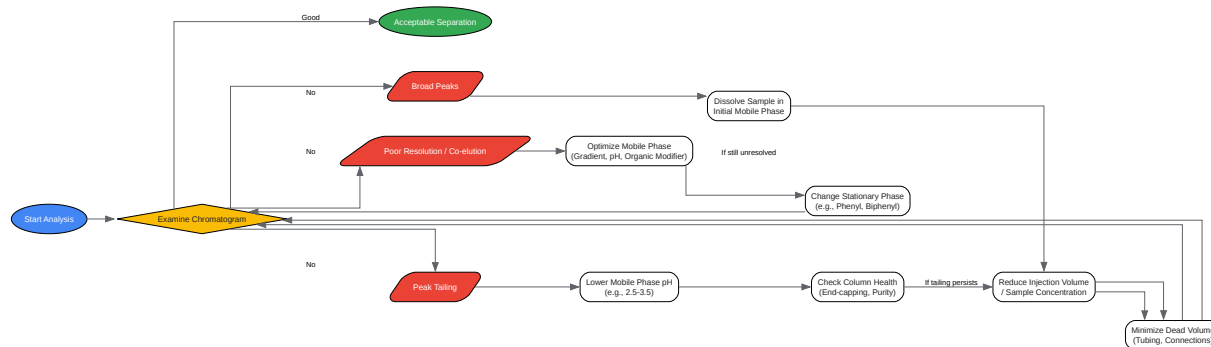 Good
Acceptable Separation
No
Broad Peaks
Dissolve Sample in
Initial Mobile Phase
No
Poor Resolution / Co-elution
Optimize Mobile Phase
(Gradient, pH, Organic Modifier)
If still unresolved
Change Stationary Phase
(e.g., Phenyl, Biphenyl)
Start Analysis
Examine Chromatogram
No
Peak Tailing
Lower Mobile Phase pH
(e.g., 2.5-3.5)
Check Column Health
(End-capping, Purity)
If tailing persists
Reduce Injection Volume
/ Sample Concentration
Minimize Dead Volume
(Tubing, Connections)